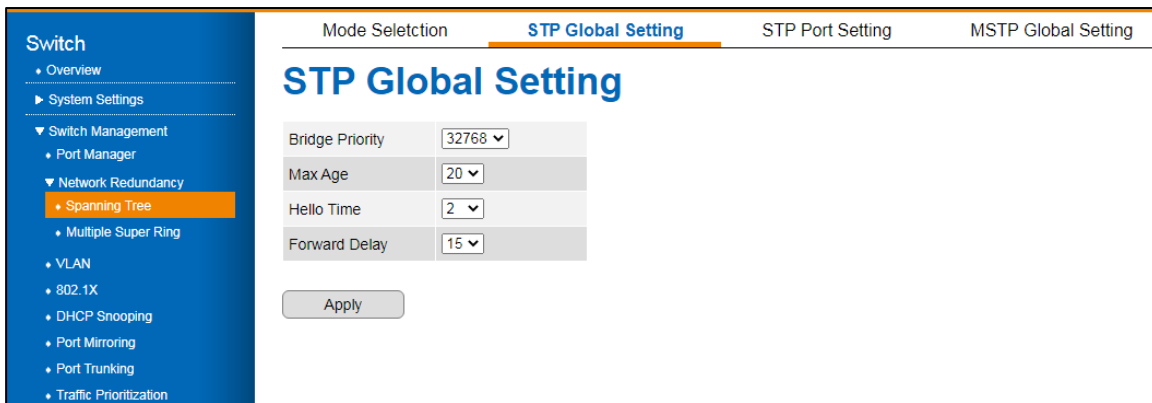 Switch
Overview
System Settings
Switch Management
Port Manager
Network Redundancy
Spanning Tree
Multiple Super Ring
VLAN
802.1X
DHCP Snooping
Port Mirroring
Port Trunking
Traffic Prioritization
Mode Seletction STP Global Setting STP Port Setting MSTP Global Setting
STP Global Setting
Bridge Priority 32768
Max Age 20
Hello Time 2
Forward Delay 15
Apply